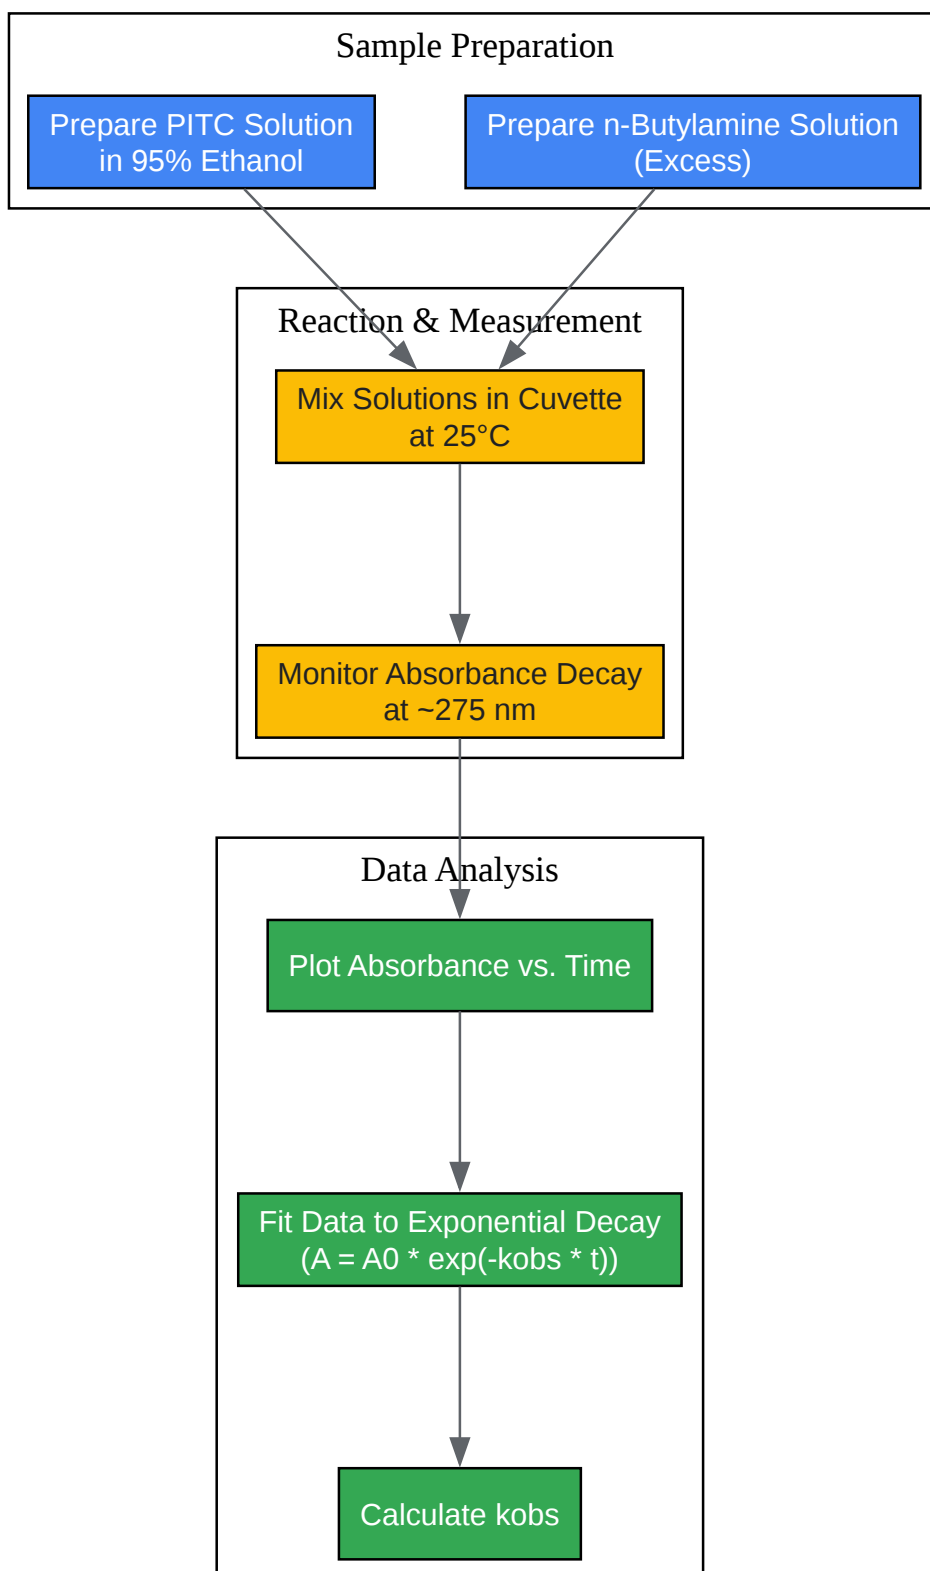 Sample Preparation
Prepare PITC Solution
in 95% Ethanol
Prepare n-Butylamine Solution
(Excess)
Reaction & Measurement
Mix Solutions in Cuvette
at 25°C
Monitor Absorbance Decay
at ~275 nm
Data Analysis
Plot Absorbance vs. Time
Fit Data to Exponential Decay
(A = A0 * exp(-kobs * t))
Calculate kobs